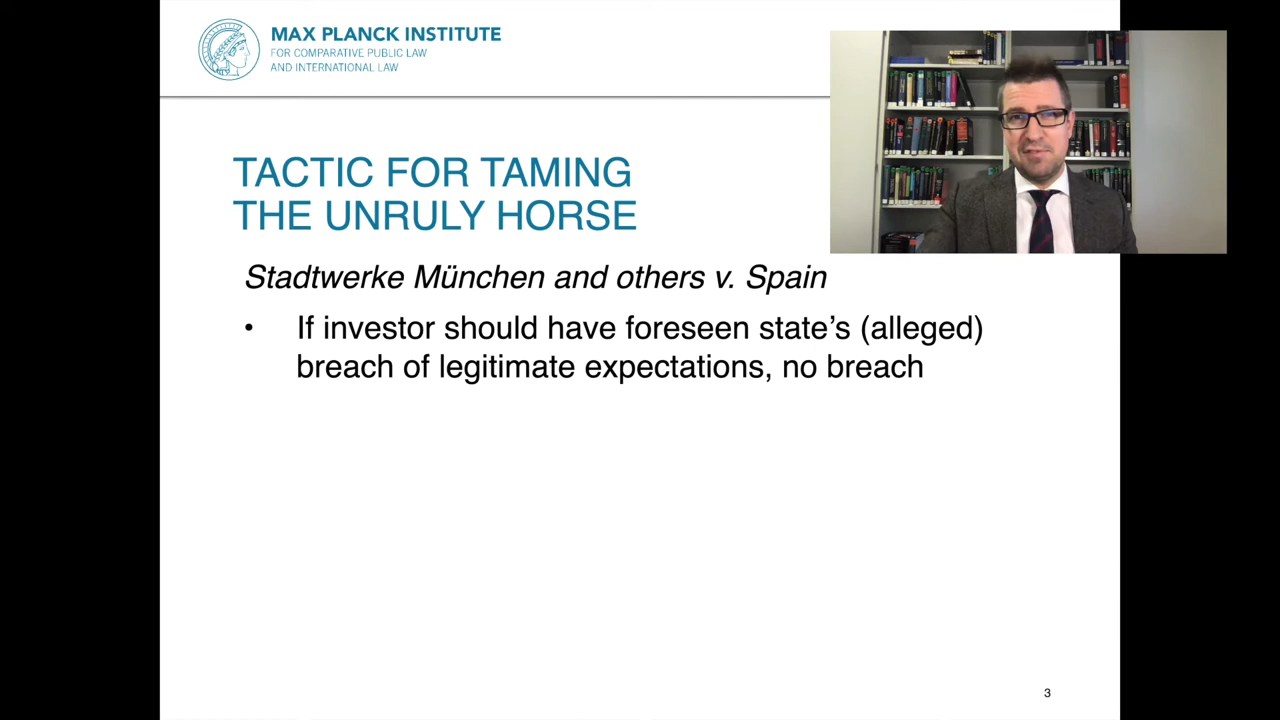 MAX PLANCK INSTITUTE
FOR COMPARATIVE PUBLIC LAW
AND INTERNATIONAL LAW
TACTIC FOR TAMING
THE UNRULY HORSE
Stadtwerke München and others v. Spain
• If investor should have foreseen state’s (alleged)
breach of legitimate expectations, no breach
3